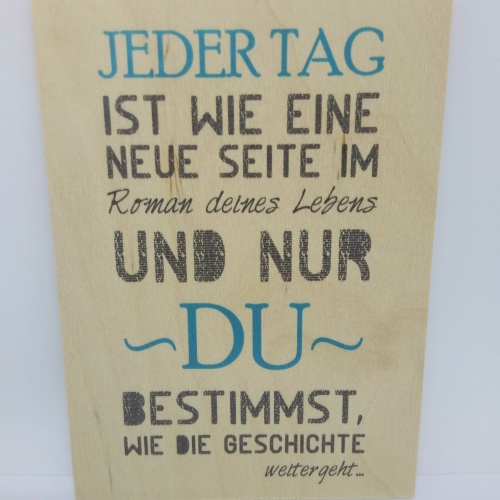 JEDER TAG
IST WIE EINE
NEUE SEITE IM
Roman deines Lebens
UND NUR
~DU~
BESTIMMST,
WIE DIE GESCHICHTE
weitergeht...